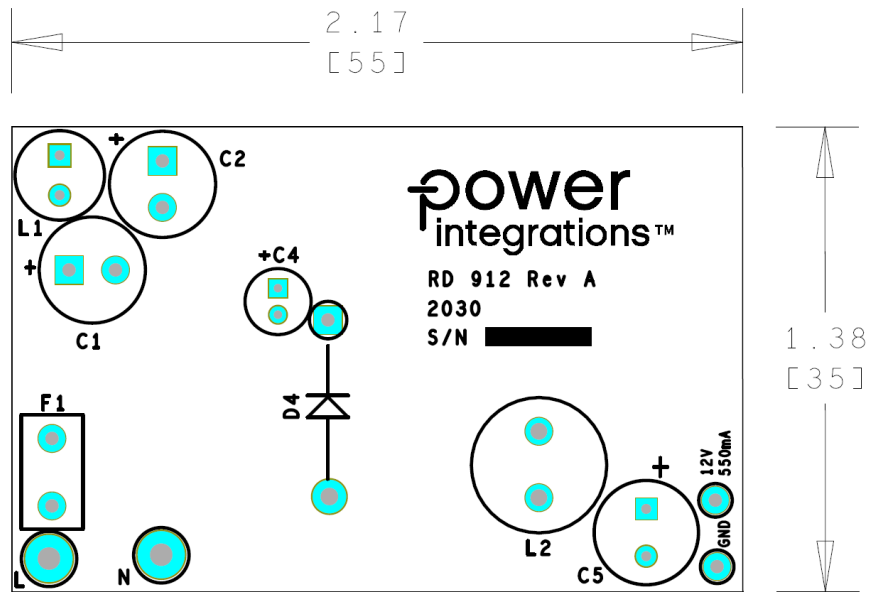 2.17
[55]
+
C2
L1
power
integrations™
+C4
+
RD 912 Rev A
2030
S/N
1.38
[35]
C1
F1
D4
12V
550mA
+
GND
L2
C5
L
N